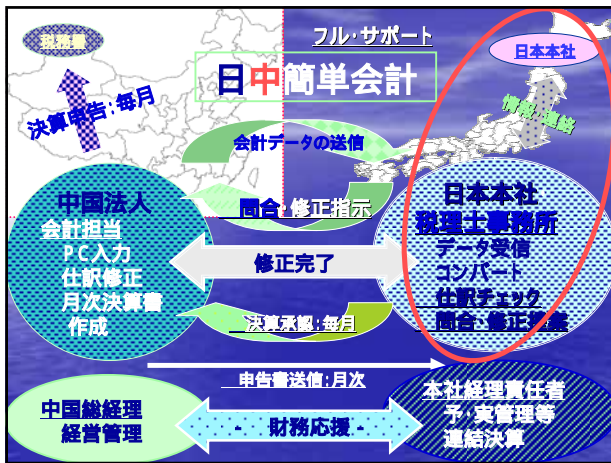 税務署
フル・サポート
日本本社
日中簡単会計
決算申告:毎月
情報・連絡
会計データの送信
中国法人
会計担当
PC入力
仕訳修正
月次決算書
作成
問合・修正指示
日本本社
税理士事務所
データ受信
コンバート
仕訳チェック
問合・修正提案
修正完了
決算承認:毎月
申告書送信:月次
中国総経理
経営管理
- 財務応援 -
本社経理責任者
予・実管理等
連結決算